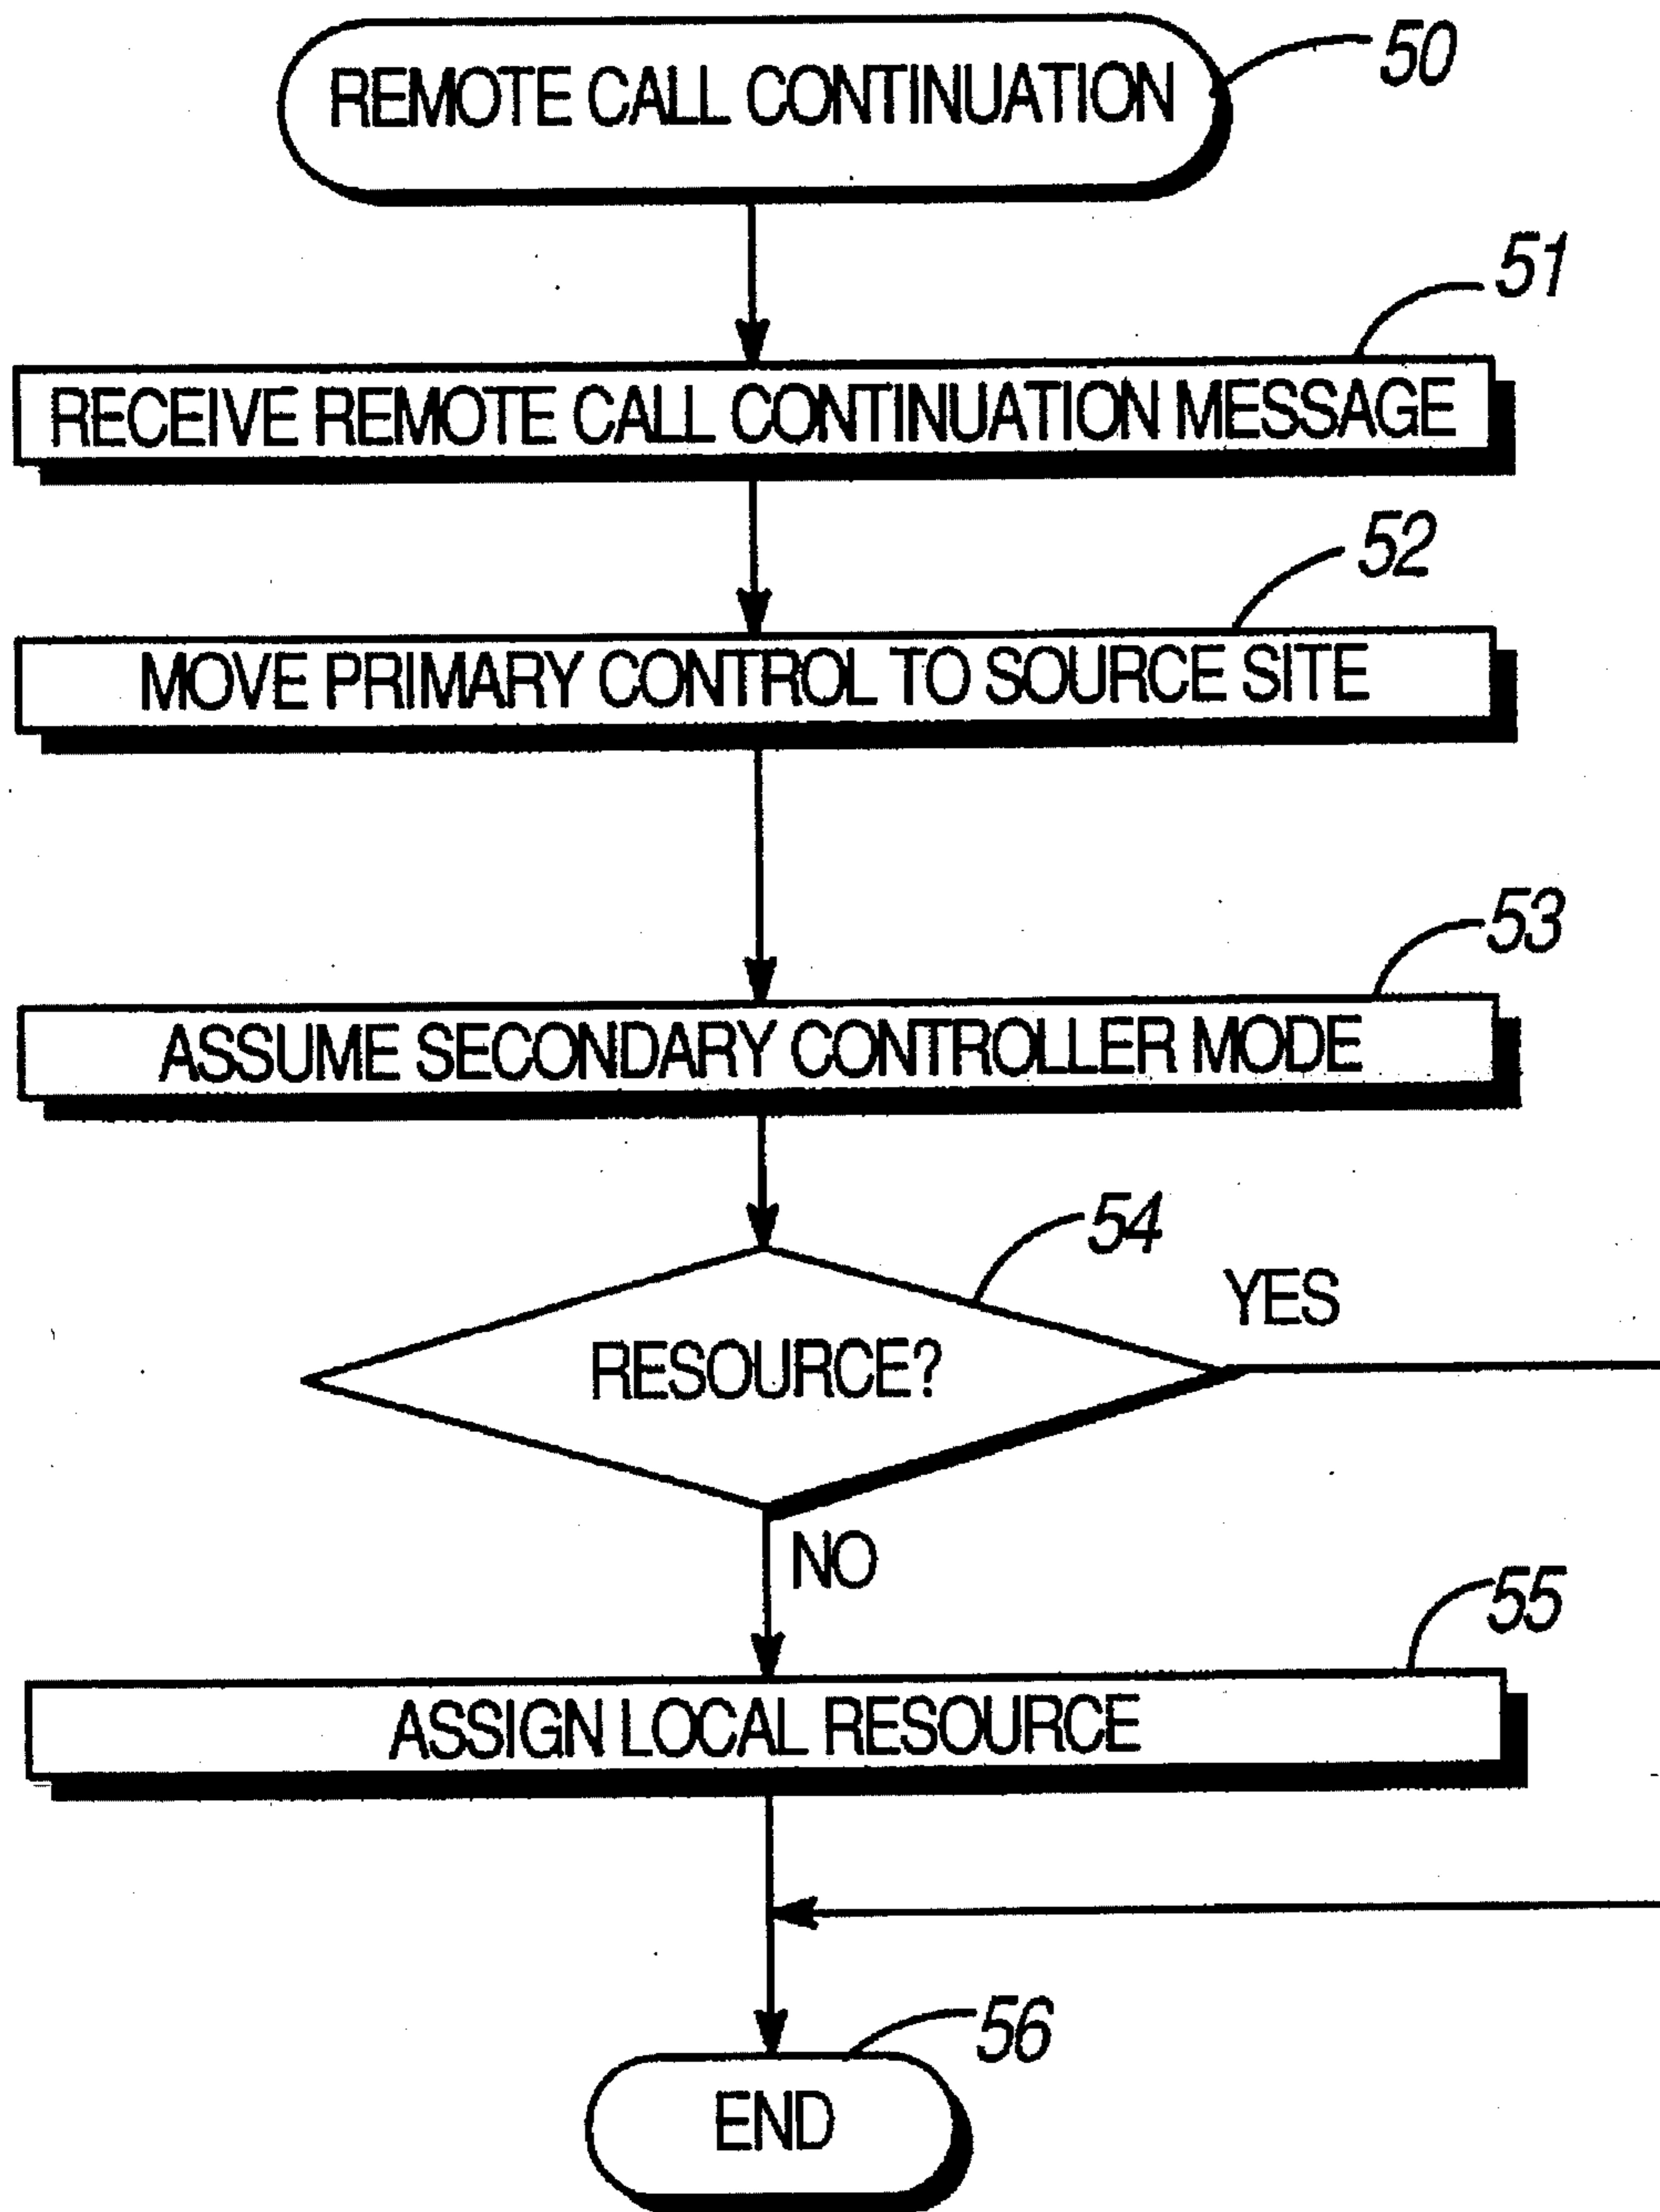 REMOTE CALL CONTINUATION
50
51
RECEIVE REMOTE CALL CONTINUATION MESSAGE
52
MOVE PRIMARY CONTROL TO SOURCE SITE
53
ASSUME SECONDARY CONTROLLER MODE
54
YES
RESOURCE?
NO
55
ASSIGN LOCAL RESOURCE
56
END